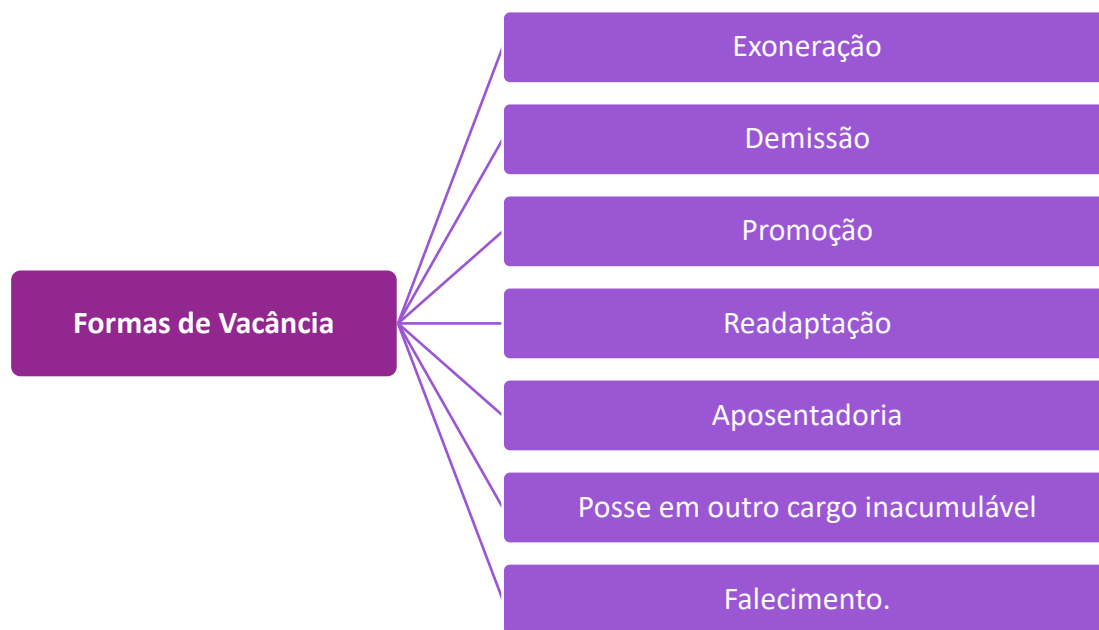 Formas de Vacância
Exoneração
Demissão
Promoção
Readaptação
Aposentadoria
Posse em outro cargo inacumulável
Falecimento.